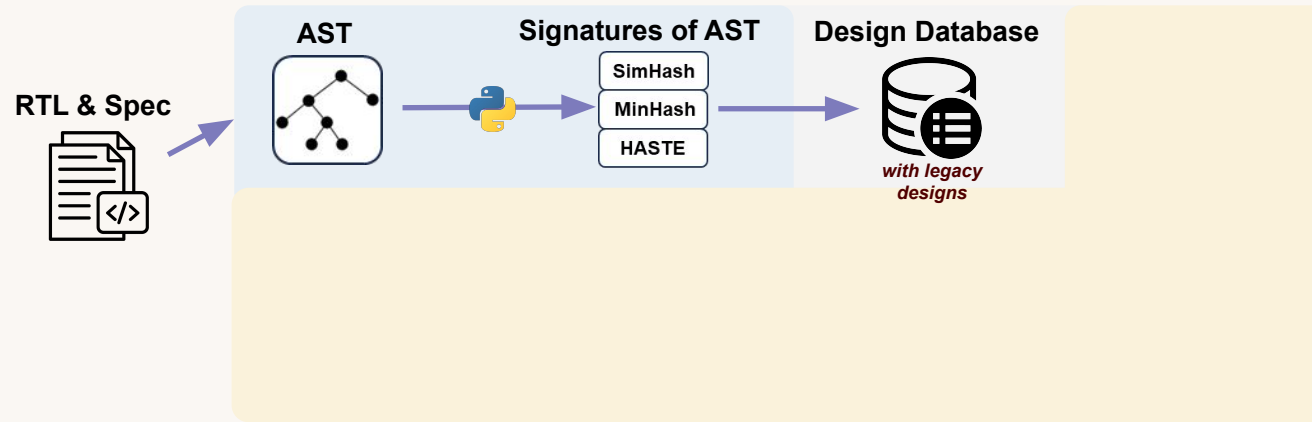 RTL & Spec
</>
AST
Signatures of AST
SimHash
MinHash
HASTE
Design Database
with legacy
designs